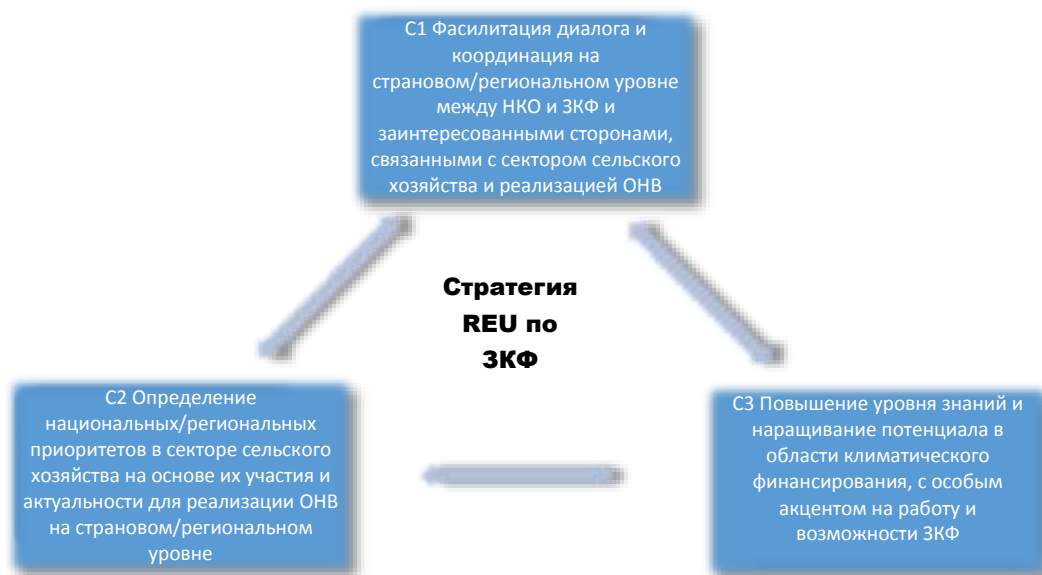 С1 Фасилитация диалога и
координация на
страновом/региональном уровне
между НКО и ЗКФ и
заинтересованными сторонами,
связанными с сектором сельского
хозяйства и реализацией ОНВ
Стратегия
REU по
ЗКФ
С2 Определение
национальных/региональных
приоритетов в секторе сельского
хозяйства на основе их участия и
актуальности для реализации ОНВ
на страновом/региональном
уровне
С3 Повышение уровня знаний и
наращивание потенциала в
области климатического
финансирования, с особым
акцентом на работу и
возможности ЗКФ